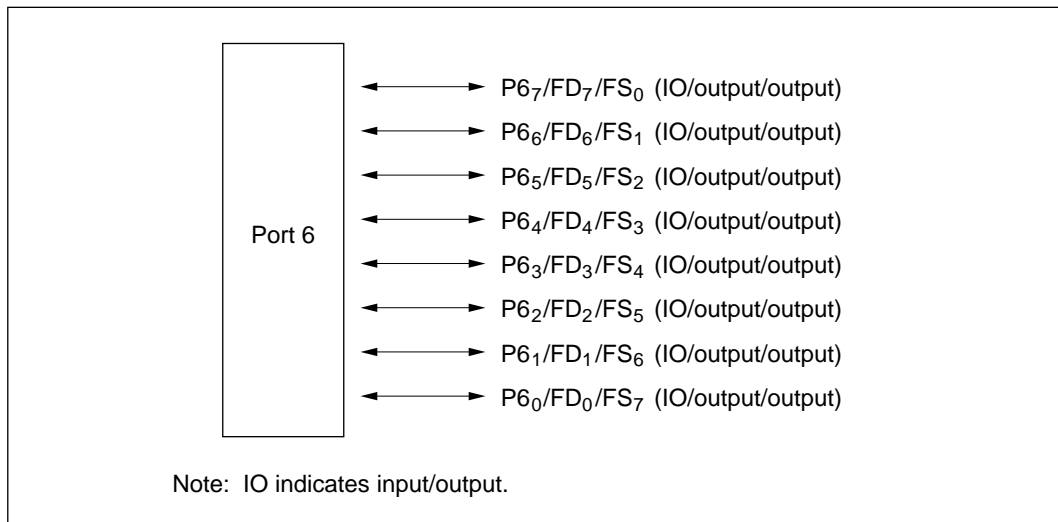 P6₇/FD₇/FS₀ (IO/output/output)
P6₆/FD₆/FS₁ (IO/output/output)
P6₅/FD₅/FS₂ (IO/output/output)
P6₄/FD₄/FS₃ (IO/output/output)
Port 6
P6₃/FD₃/FS₄ (IO/output/output)
P6₂/FD₂/FS₅ (IO/output/output)
P6₁/FD₁/FS₆ (IO/output/output)
P6₀/FD₀/FS₇ (IO/output/output)
Note: IO indicates input/output.